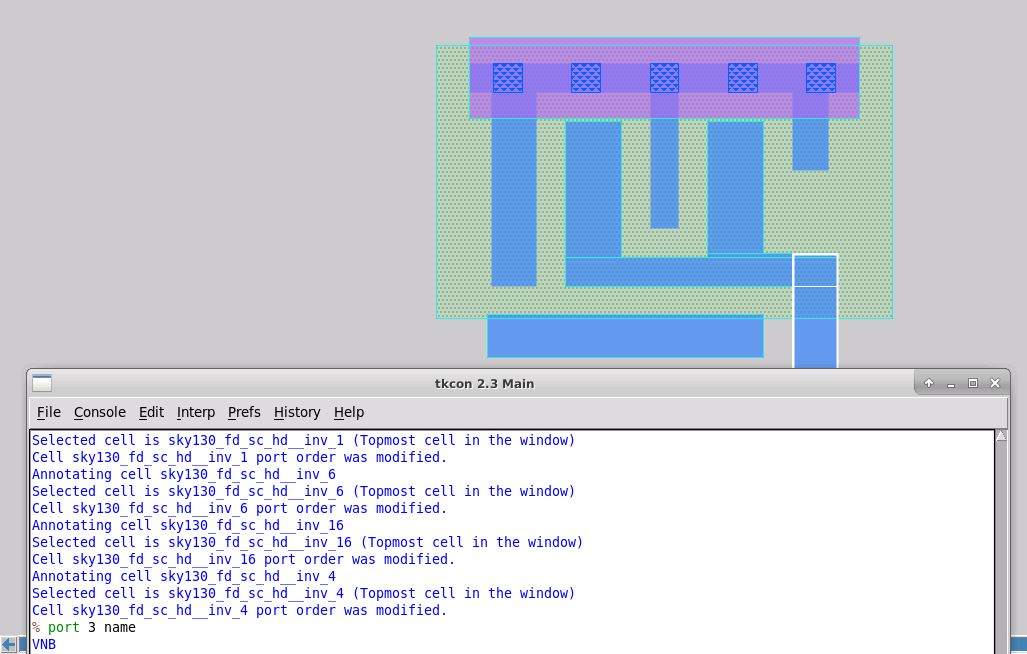 tkcon 2.3 Main
File Console Edit Interp Prefs History Help
Selected cell is sky130_fd_sc_hd__inv_1 (Topmost cell in the window)
Cell sky130_fd_sc_hd__inv_1 port order was modified.
Annotating cell sky130_fd_sc_hd__inv_6
Selected cell is sky130_fd_sc_hd__inv_6 (Topmost cell in the window)
Cell sky130_fd_sc_hd__inv_6 port order was modified.
Annotating cell sky130_fd_sc_hd__inv_16
Selected cell is sky130_fd_sc_hd__inv_16 (Topmost cell in the window)
Cell sky130_fd_sc_hd__inv_16 port order was modified.
Annotating cell sky130_fd_sc_hd__inv_4
Selected cell is sky130_fd_sc_hd__inv_4 (Topmost cell in the window)
Cell sky130_fd_sc_hd__inv_4 port order was modified.
% port 3 name
VNB